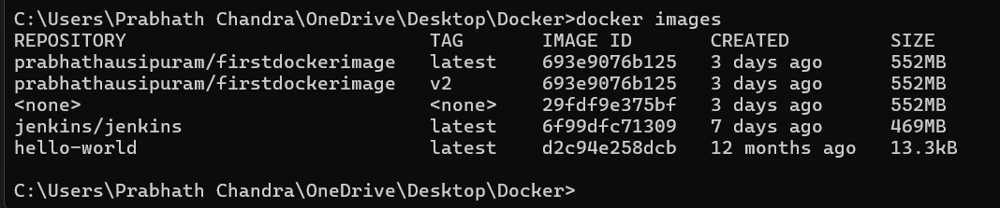 C:\Users\Prabhath Chandra\OneDrive\Desktop\Docker>docker images
REPOSITORY TAG IMAGE ID CREATED SIZE
prabhathausipuram/firstdockerimage latest 693e9076b125 3 days ago 552MB
prabhathausipuram/firstdockerimage v2 693e9076b125 3 days ago 552MB
<none> <none> 29fdf9e375bf 3 days ago 552MB
jenkins/jenkins latest 6f99dfc71309 7 days ago 469MB
hello-world latest d2c94e258dcb 12 months ago 13.3kB
C:\Users\Prabhath Chandra\OneDrive\Desktop\Docker>